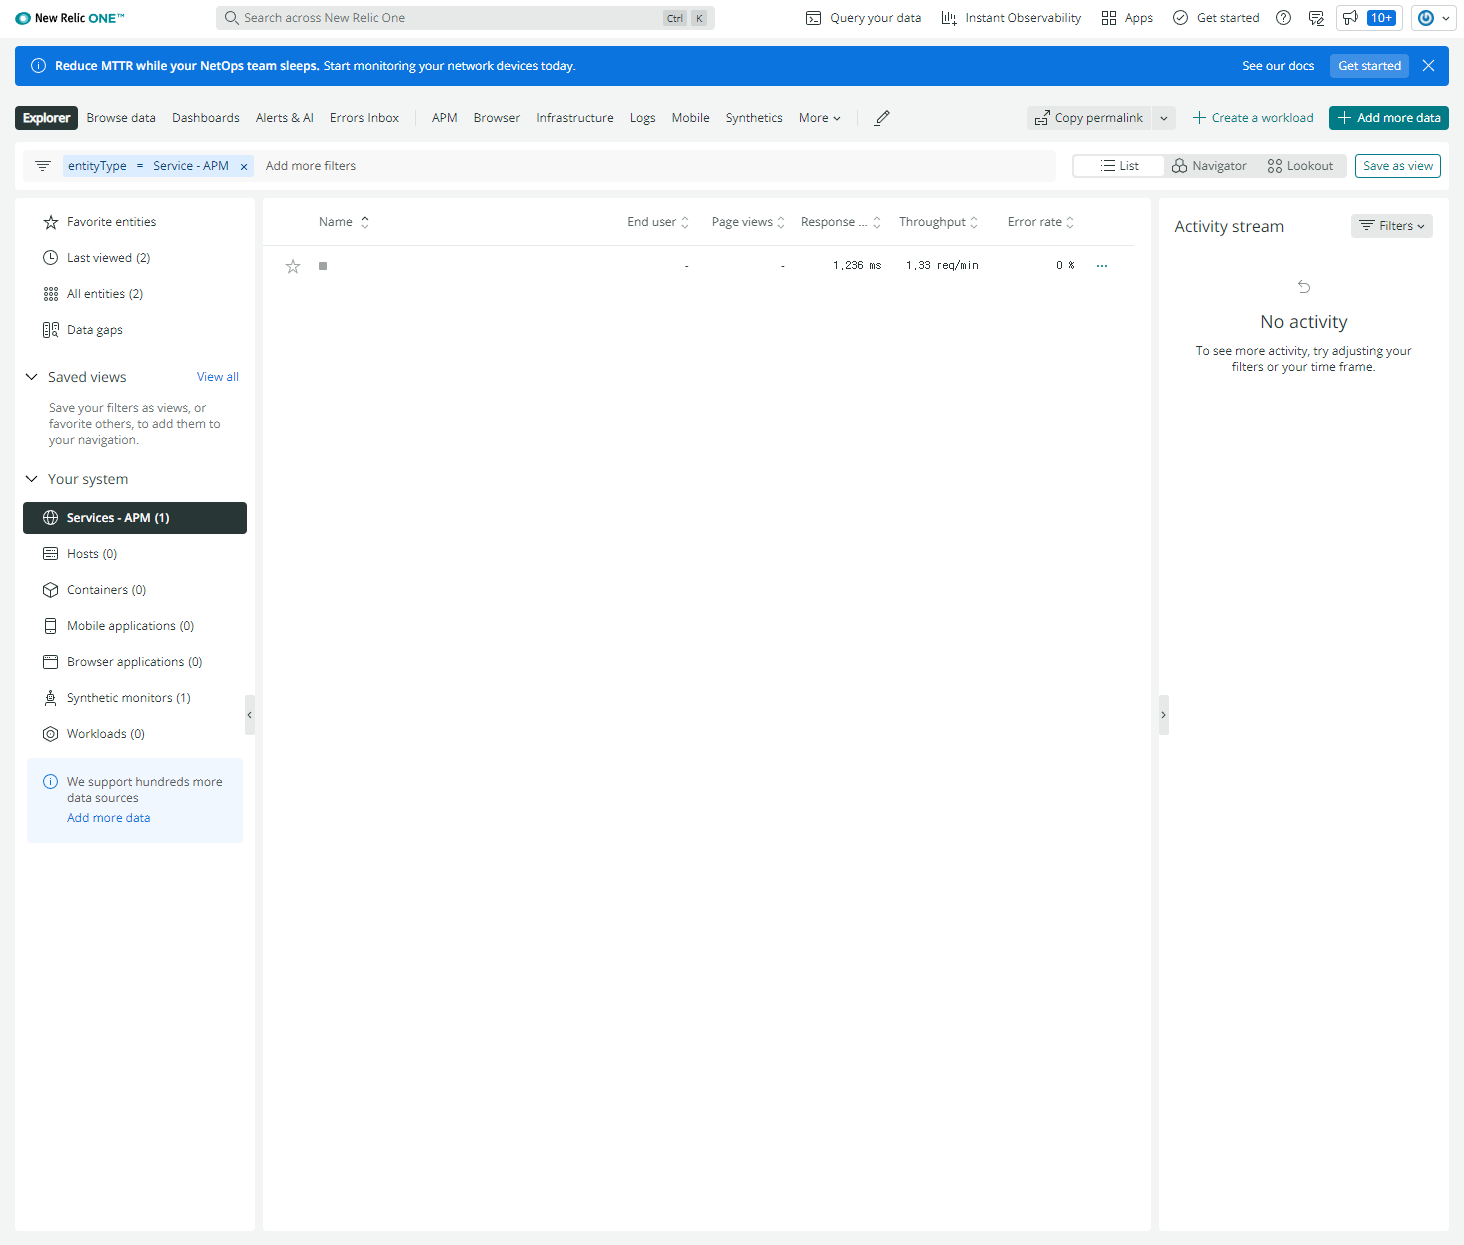 New Relic ONE™
Search across New Relic One
Ctrl K
Query your data
Instant Observability
Apps
Get started
10+
Reduce MTTR while your NetOps team sleeps. Start monitoring your network devices today.
See our docs
Get started
Explorer
Browse data
Dashboards
Alerts & AI
Errors Inbox
APM
Browser
Infrastructure
Logs
Mobile
Synthetics
More
Copy permalink
Create a workload
Add more data
entityType = Service - APM ×
Add more filters
List
Navigator
Lookout
Save as view
Favorite entities
Last viewed (2)
All entities (2)
Data gaps
Saved views
View all
Save your filters as views, or
favorite others, to add them to
your navigation.
Your system
Services - APM (1)
Hosts (0)
Containers (0)
Mobile applications (0)
Browser applications (0)
Synthetic monitors (1)
Workloads (0)
We support hundreds more
data sources
Add more data
Name
End user
Page views
Response ...
Throughput
Error rate
-
-
1,236 ms
1.33 req/min
0 %
...
Activity stream
Filters
No activity
To see more activity, try adjusting your
filters or your time frame.